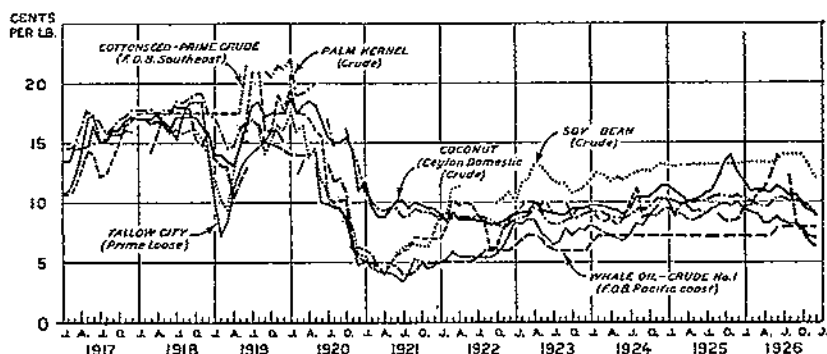 CENTS
PER LB.
COTTONSEED-PRIME CRUDE
(F.O.B. Southeast)
PALM KERNEL
(Crude)
SOY BEAN
(Crude)
COCONUT
(Ceylon Domestic
Crude)
TALLOW CITY
(Prime Loose)
WHALE OIL-CRUDE No.1
(F.O.B. Pacific coast)
20
15
10
5
0
J. A. J. O. J. A. J. O. J. A. J. O. J. A. J. O. J. A. J. O. J. A. J. O. J. A. J. O. J. A. J. O. J. A. J. O. J. A. J. O. J.
1917 1918 1919 1920 1921 1922 1923 1924 1925 1926